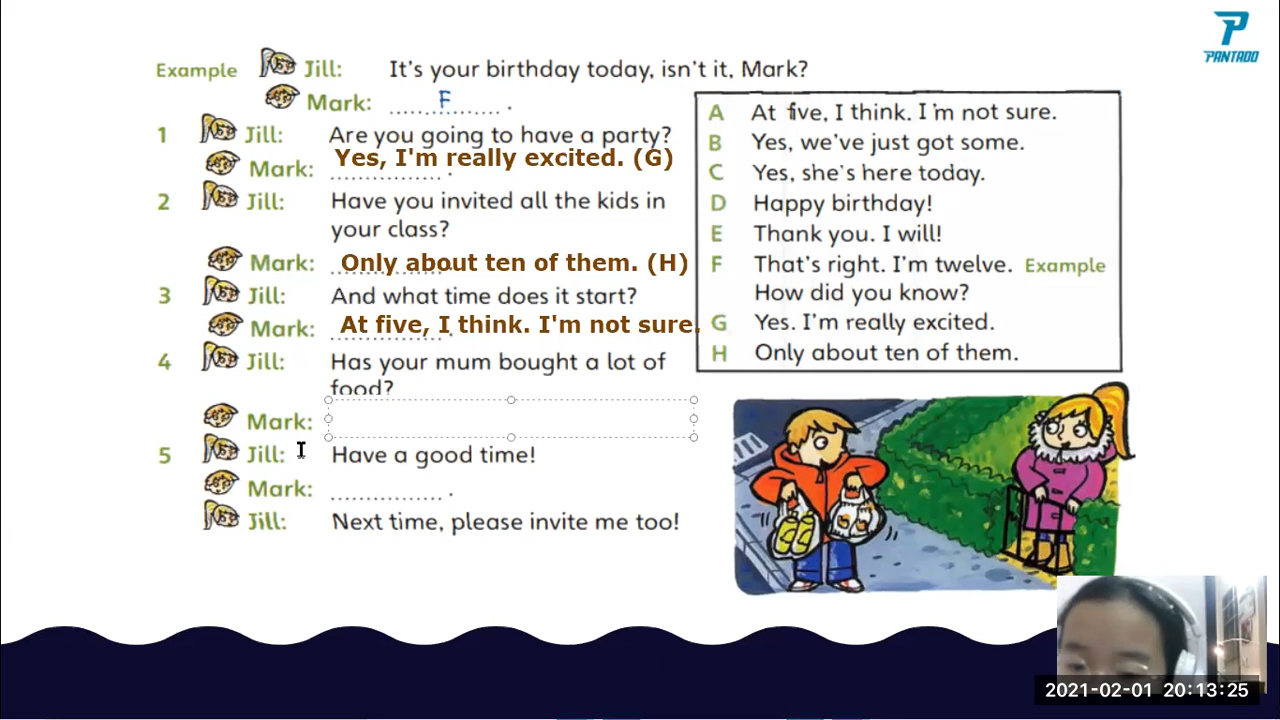 PANTADO
Example Jill: It's your birthday today, isn't it, Mark?
Mark: .....F..... .
1 Jill: Are you going to have a party?
Mark: Yes, I'm really excited. (G)
2 Jill: Have you invited all the kids in
your class?
Mark: Only about ten of them. (H)
3 Jill: And what time does it start?
Mark: At five, I think. I'm not sure.
4 Jill: Has your mum bought a lot of
food?
Mark:
5 Jill: Have a good time!
Mark: ................ .
Jill: Next time, please invite me too!
A At five, I think. I'm not sure.
B Yes, we've just got some.
C Yes, she's here today.
D Happy birthday!
E Thank you. I will!
F That's right. I'm twelve. Example
How did you know?
G Yes. I'm really excited.
H Only about ten of them.
2021-02-01 20:13:25